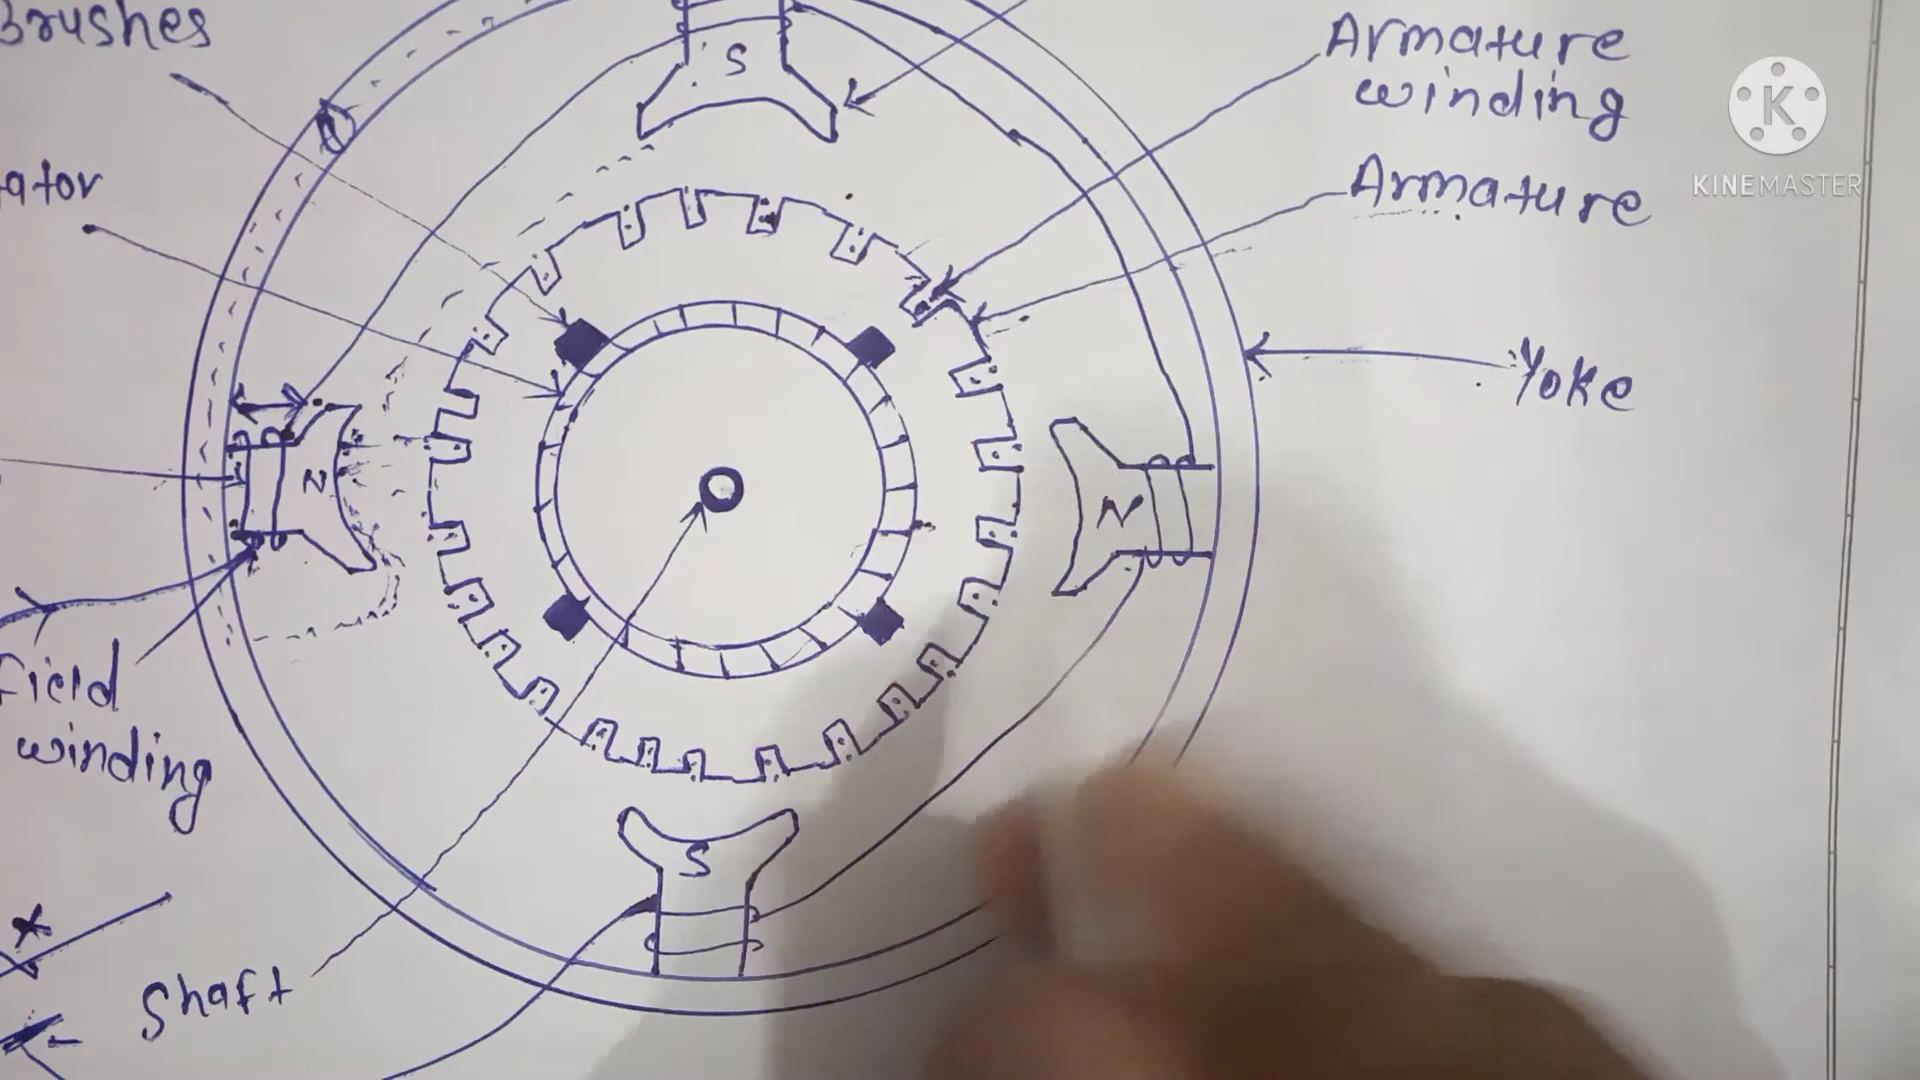 Brushes
S
Armature
winding
K
KINEMASTER
ator
Armature
Yoke
N
N
Field
winding
S
Shaft